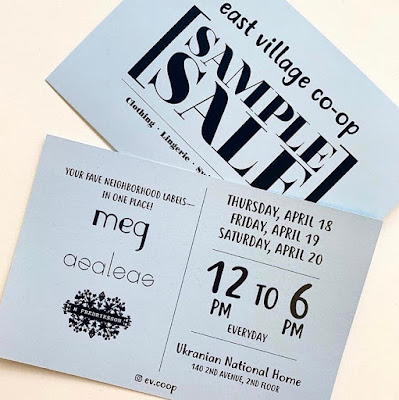 east village co-op
SAMPLE
SALE
Clothing · Lingerie ·
YOUR FAVE NEIGHBORHOOD LABELS—
IN ONE PLACE!
meg
azaleas
THURSDAY, APRIL 18
FRIDAY, APRIL 19
SATURDAY, APRIL 20
12 TO 6
PM PM
EVERYDAY
Ukranian National Home
140 2ND AVENUE, 2ND FLOOR
ev.coop